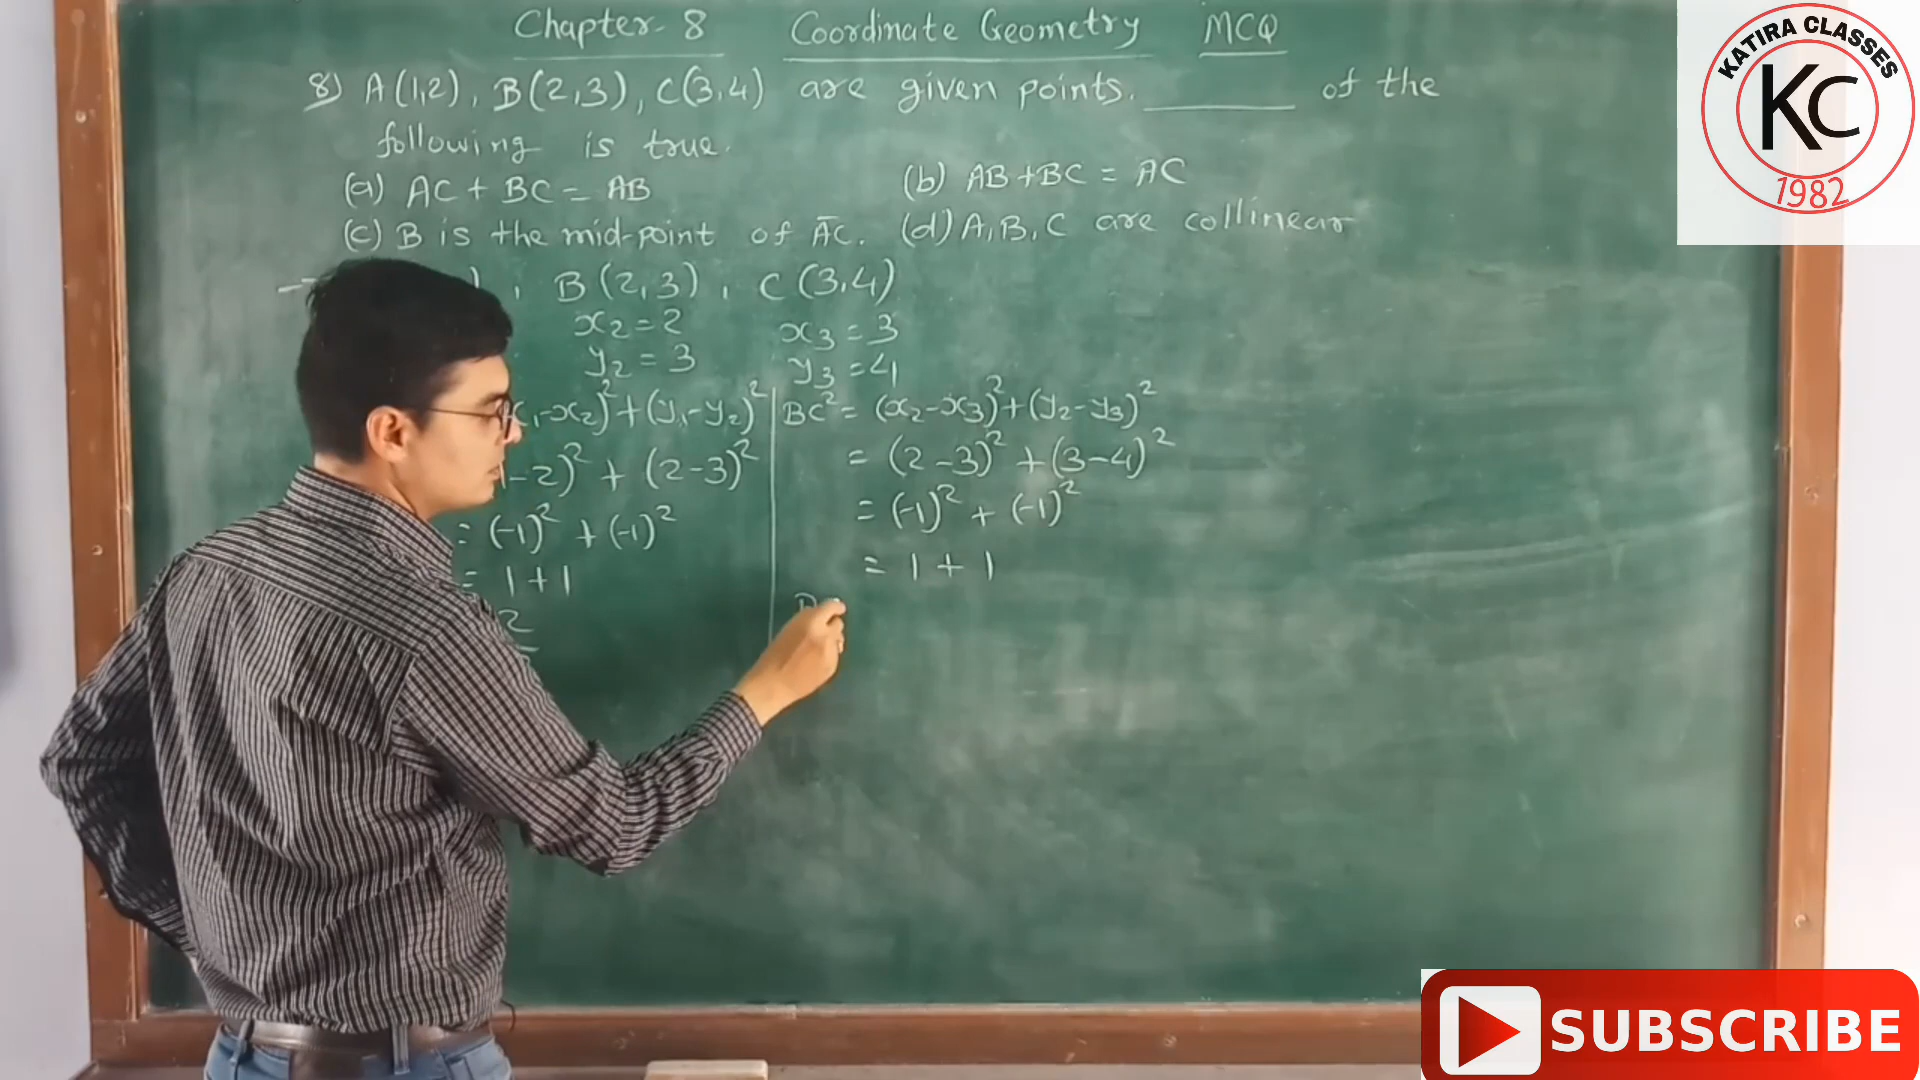 Chapter-8 Coordinate Geometry MCQ
8) A(1,2), B(2,3), C(3,4) are given points. ________ of the
following is true.
(a) AC + BC = AB (b) AB + BC = AC
(c) B is the mid-point of A̅C. (d) A, B, C are collinear
, B(2,3), C(3,4)
x₂ = 2 x₃ = 3
y₂ = 3 y₃ = 4
x₁-x₂)² + (y₁-y₂)² BC² = (x₂-x₃)² + (y₂-y₃)²
1-2)² + (2-3)² = (2-3)² + (3-4)²
= (-1)² + (-1)² = (-1)² + (-1)²
= 1 + 1 = 1 + 1
2
KATIRA CLASSES
KC
1982
SUBSCRIBE